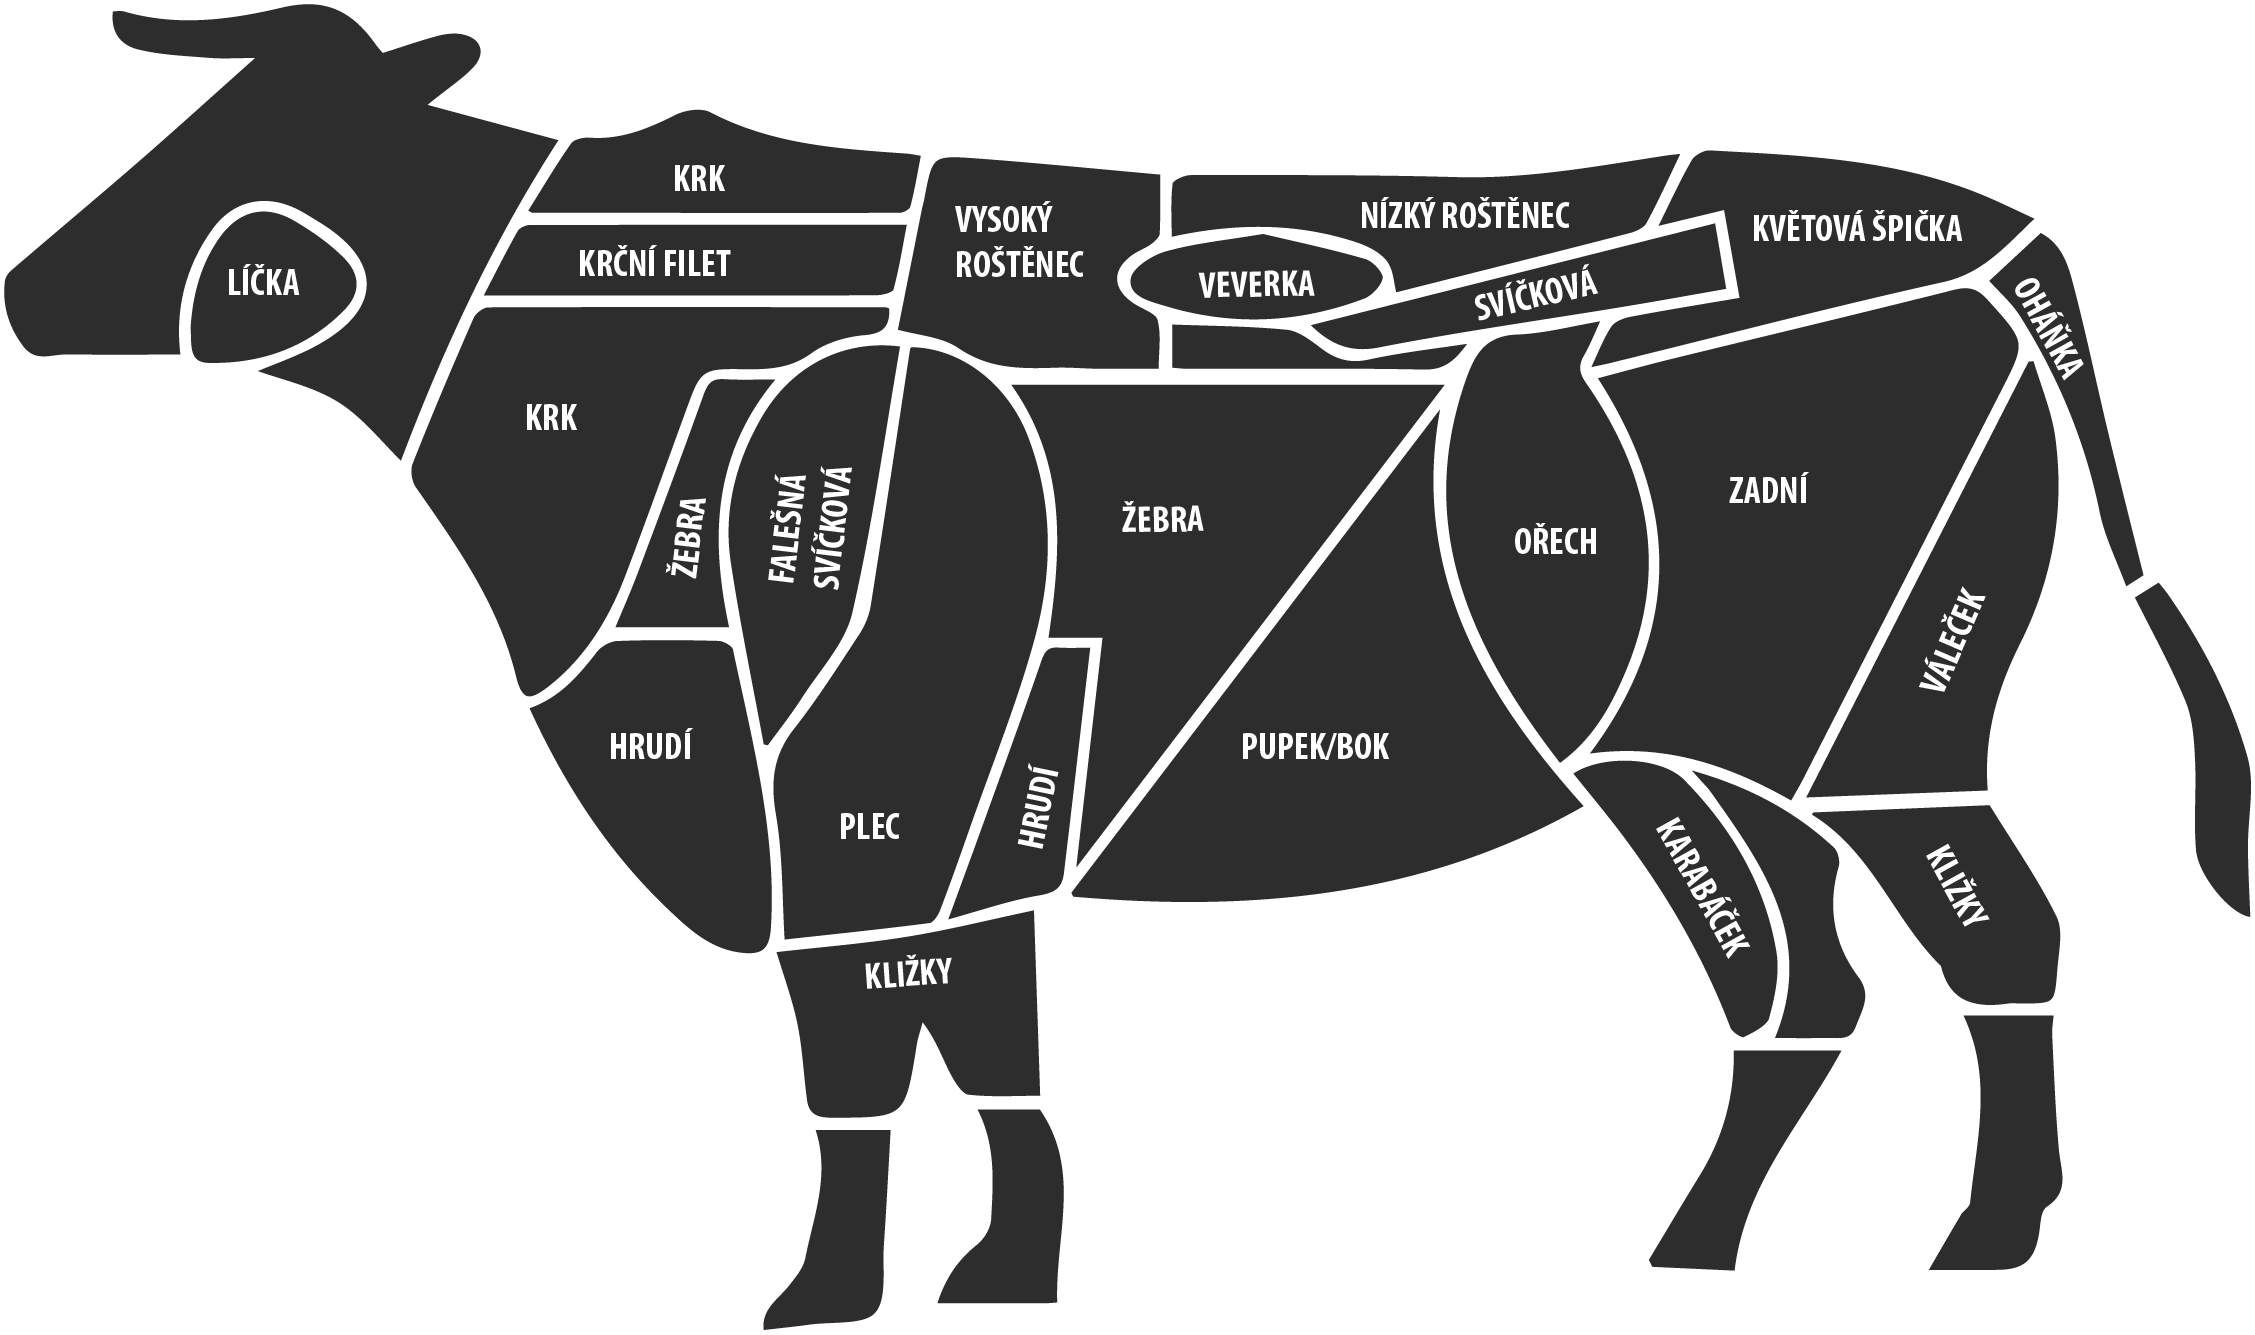 KRK
KRČNÍ FILET
LÍČKA
KRK
VYSOKÝ
ROŠTĚNEC
NÍZKÝ ROŠTĚNEC
VEVERKA
SVÍČKOVÁ
KVĚTOVÁ ŠPIČKA
OHÁŇKA
ŽEBRA
FALEŠNÁ
SVÍČKOVÁ
ŽEBRA
OŘECH
ZADNÍ
VÁLEČEK
HRUDÍ
PLEC
HRUDÍ
PUPEK/BOK
KARABÁČEK
KLIŽKY
KLIŽKY